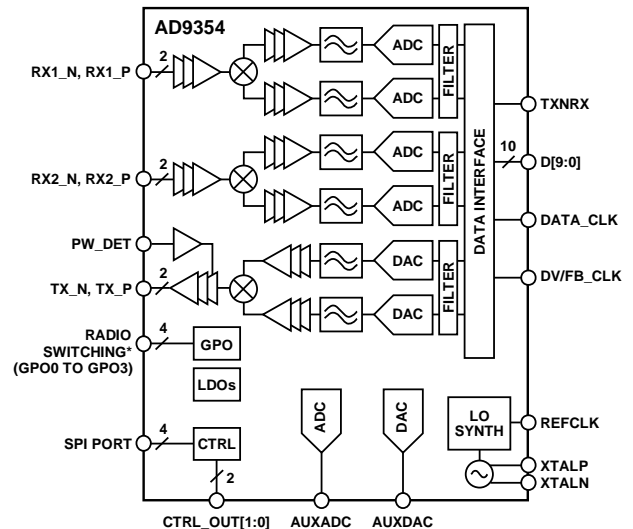 AD9354
RX1_N, RX1_P
2
ADC
ADC
FILTER
RX2_N, RX2_P
2
ADC
ADC
FILTER
PW_DET
TX_N, TX_P
2
DAC
DAC
FILTER
DATA INTERFACE
TXNRX
10
D[9:0]
DATA_CLK
DV/FB_CLK
RADIO
SWITCHING*
(GPO0 TO GPO3)
4
GPO
LDOs
SPI PORT
4
CTRL
2
ADC
DAC
LO
SYNTH
REFCLK
XTALP
XTALN
CTRL_OUT[1:0]
AUXADC
AUXDAC